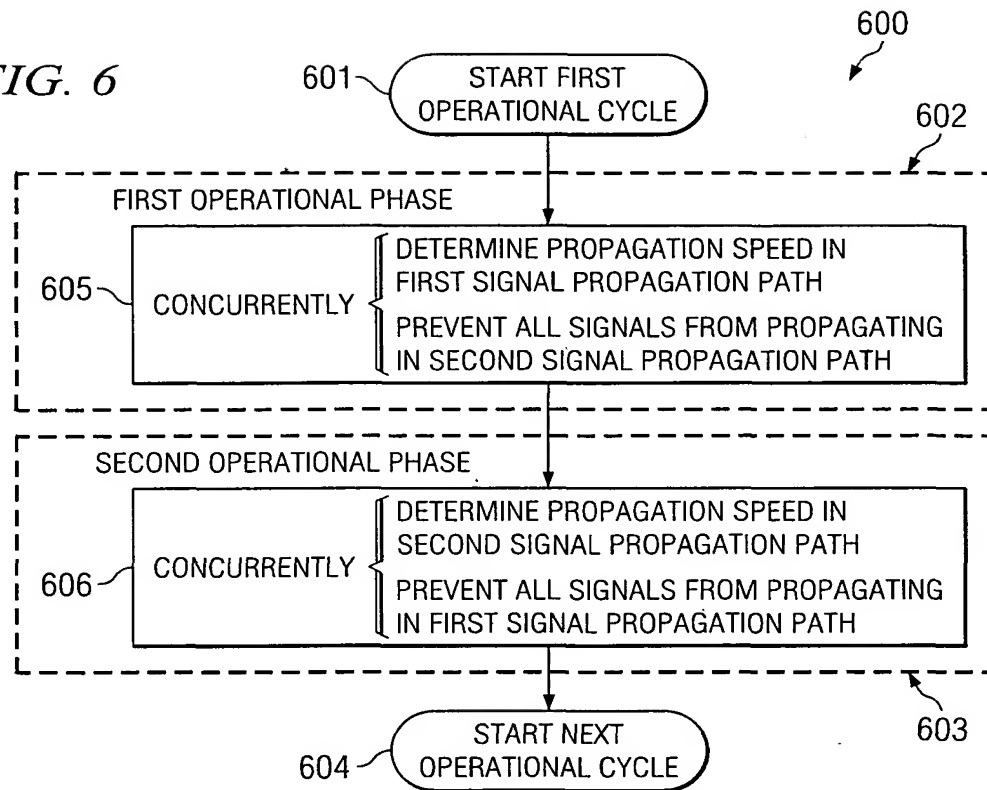 FIG. 6
600
601
START FIRST
OPERATIONAL CYCLE
602
FIRST OPERATIONAL PHASE
605
CONCURRENTLY
DETERMINE PROPAGATION SPEED IN
FIRST SIGNAL PROPAGATION PATH
PREVENT ALL SIGNALS FROM PROPAGATING
IN SECOND SIGNAL PROPAGATION PATH
SECOND OPERATIONAL PHASE
606
CONCURRENTLY
DETERMINE PROPAGATION SPEED IN
SECOND SIGNAL PROPAGATION PATH
PREVENT ALL SIGNALS FROM PROPAGATING
IN FIRST SIGNAL PROPAGATION PATH
603
604
START NEXT
OPERATIONAL CYCLE